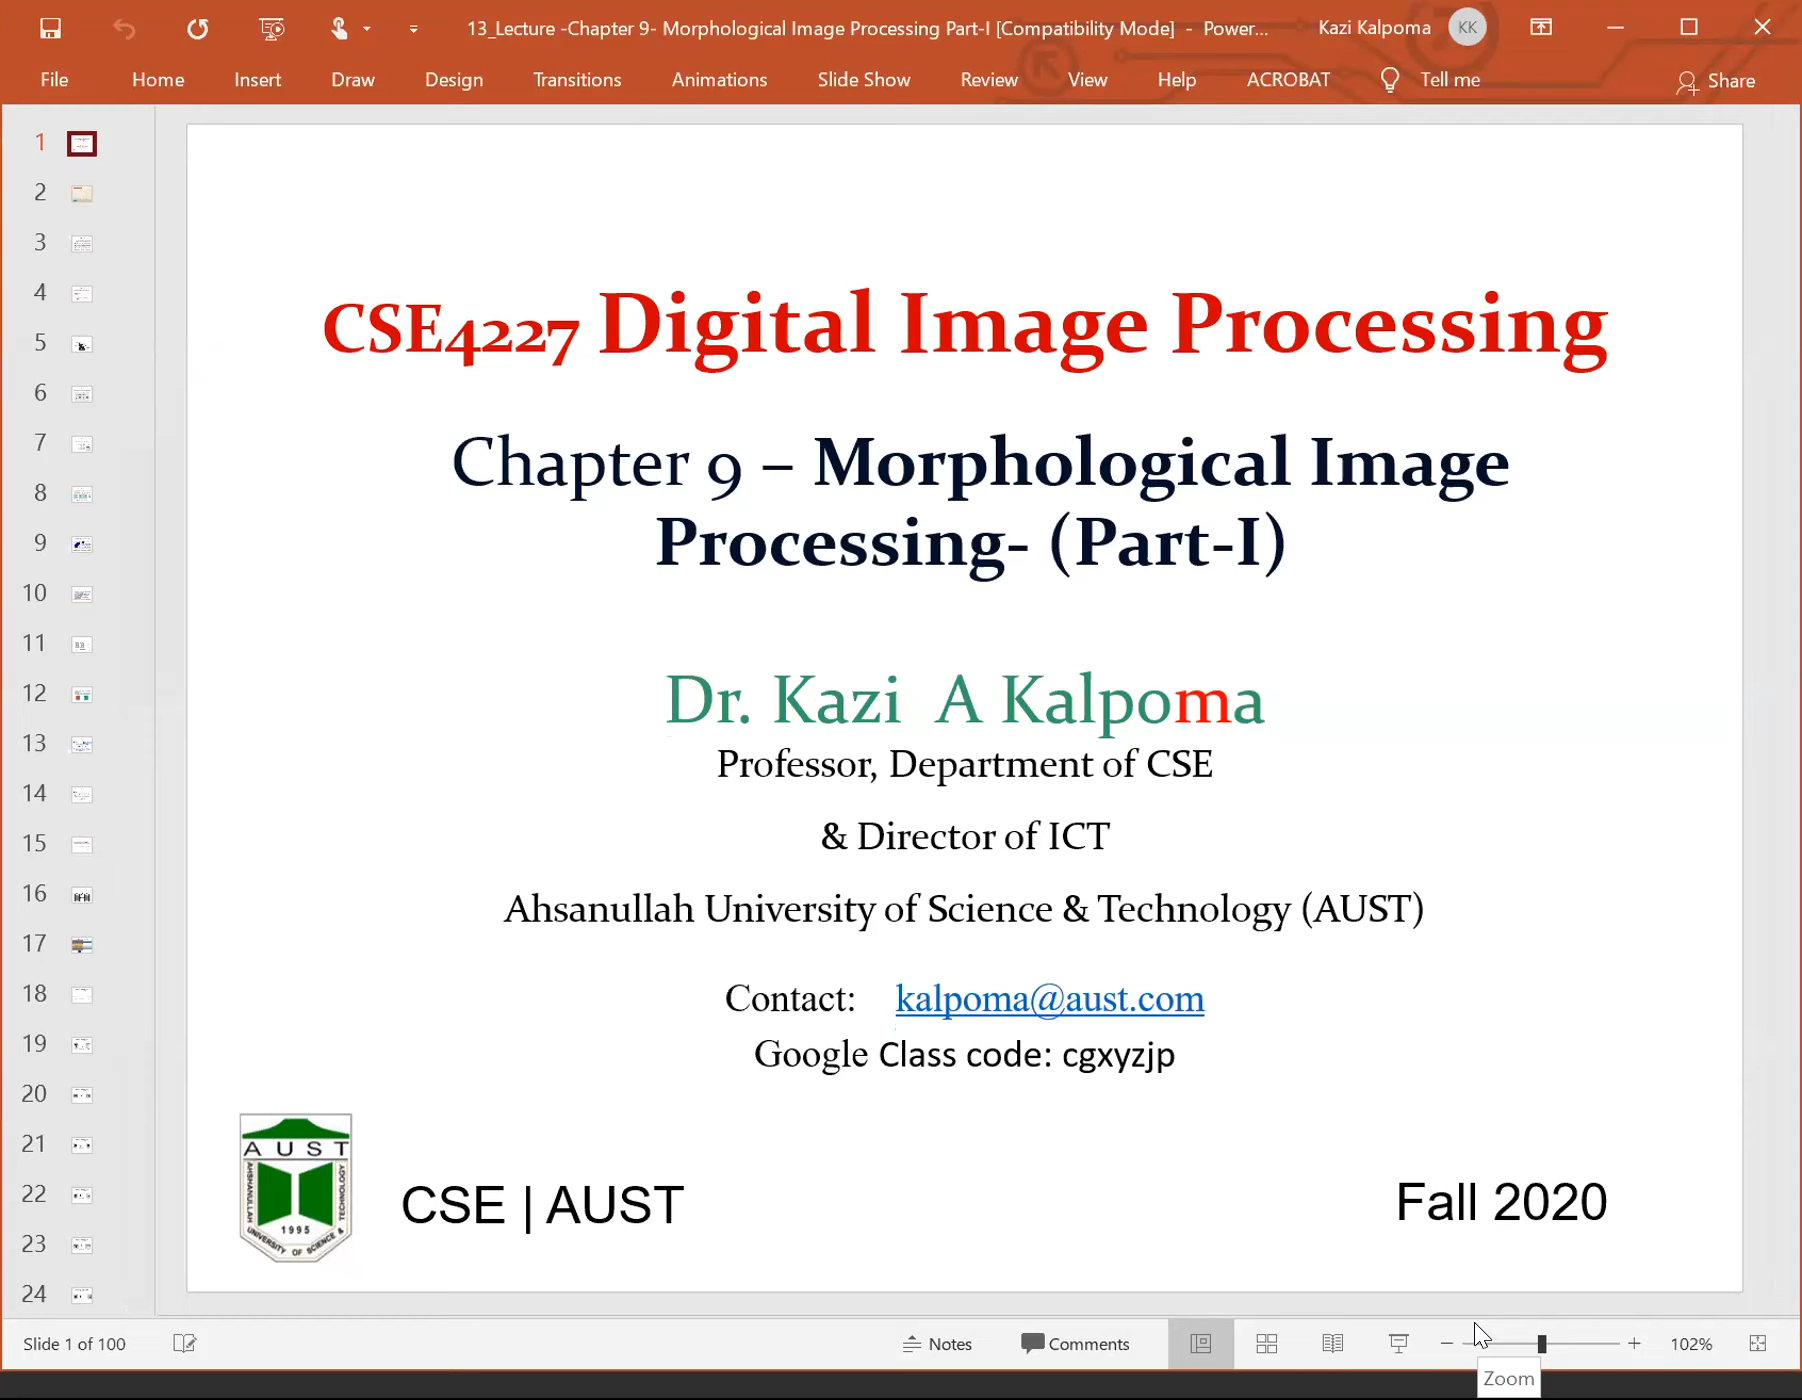 13_Lecture -Chapter 9- Morphological Image Processing Part-I [Compatibility Mode] - Power...
Kazi Kalpoma
KK
File
Home
Insert
Draw
Design
Transitions
Animations
Slide Show
Review
View
Help
ACROBAT
Tell me
Share
1
2
3
4
5
6
7
8
9
10
11
12
13
14
15
16
17
18
19
20
21
22
23
24
CSE4227 Digital Image Processing
Chapter 9 – Morphological Image
Processing- (Part-I)
Dr. Kazi A Kalpoma
Professor, Department of CSE
& Director of ICT
Ahsanullah University of Science & Technology (AUST)
Contact: kalpoma@aust.com
Google Class code: cgxyzjp
AUST
AHSANULLAH UNIVERSITY OF SCIENCE & TECHNOLOGY
1995
CSE | AUST
Fall 2020
Slide 1 of 100
Notes
Comments
102%
Zoom